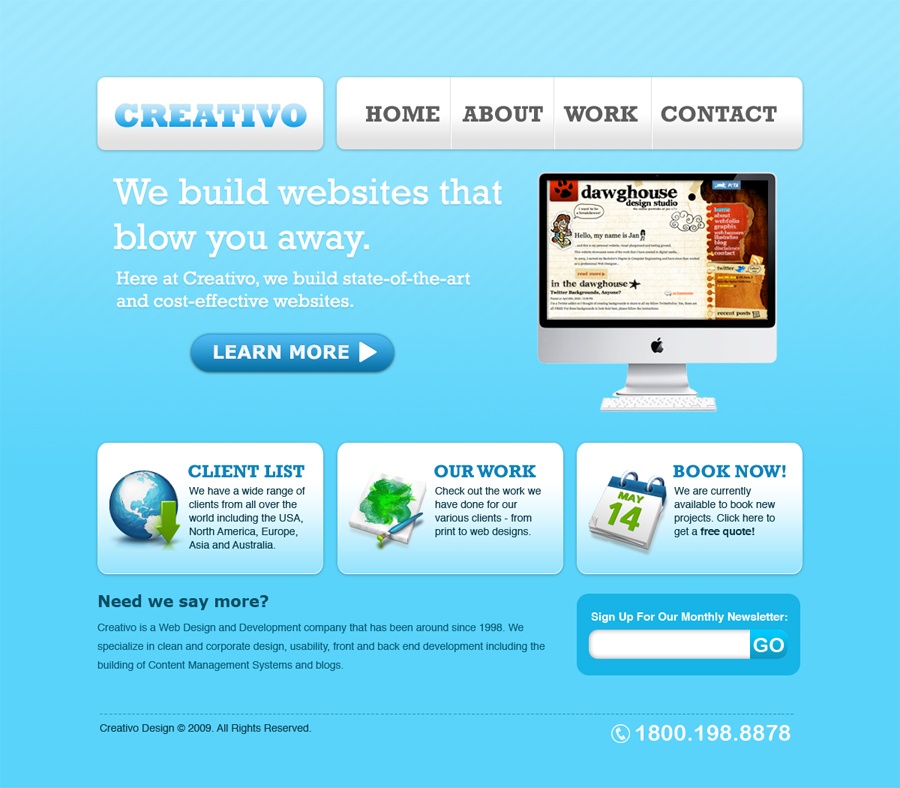 CREATIVO
HOME ABOUT WORK CONTACT
We build websites that
blow you away.
Here at Creativo, we build state-of-the-art
and cost-effective websites.
LEARN MORE
dawghouse
design studio
Hello, my name is Jan
read more
in the dawghouse
Twitter Backgrounds, Anyone?
home
about
webfolio
graphix
illustration
blog
disclaimer
contact
Twitter
recent posts
CLIENT LIST
We have a wide range of
clients from all over the
world including the USA,
North America, Europe,
Asia and Australia.
OUR WORK
Check out the work we
have done for our
various clients - from
print to web designs.
MAY
14
BOOK NOW!
We are currently
available to book new
projects. Click here to
get a free quote!
Need we say more?
Creativo is a Web Design and Development company that has been around since 1998. We
specialize in clean and corporate design, usability, front and back end development including the
building of Content Management Systems and blogs.
Sign Up For Our Monthly Newsletter:
GO
Creativo Design © 2009. All Rights Reserved.
1800.198.8878